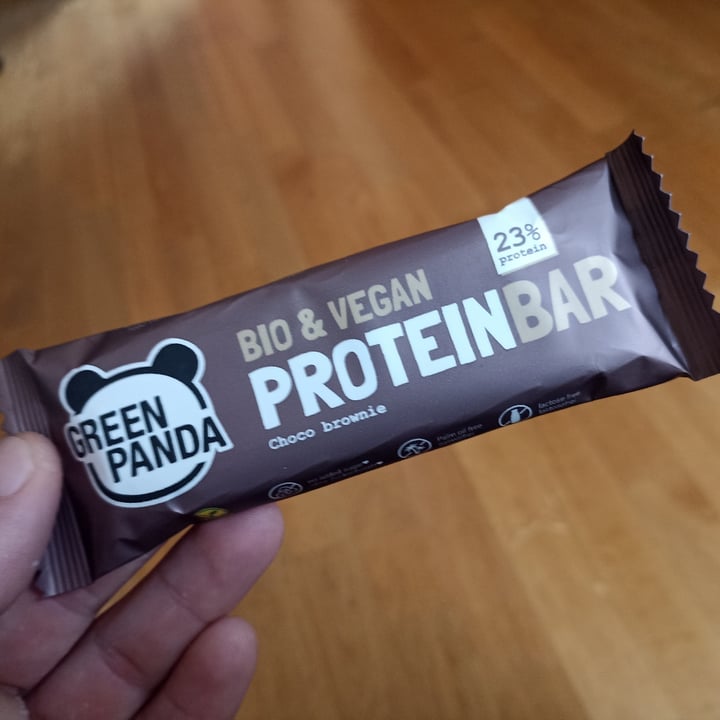 GREEN
PANDA
BIO & VEGAN
PROTEINBAR
Choco brownie
23%
protein
Palm oil free
lactose free